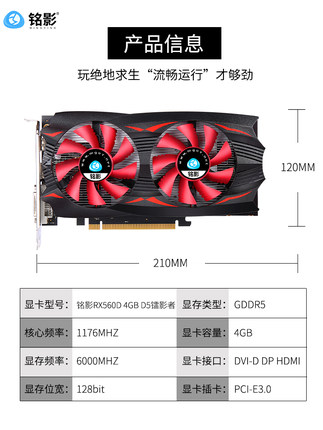 铭影
MINGYING
产品信息
玩绝地求生“流畅运行”才够劲
铭影
铭影
120MM
210MM
显卡型号: 铭影RX560D 4GB D5镭影者 显存类型: GDDR5
核心频率: 1176MHZ 显卡容量: 4GB
显存频率: 6000MHZ 显卡接口: DVI-D DP HDMI
显存位宽: 128bit 显卡插卡: PCI-E3.0